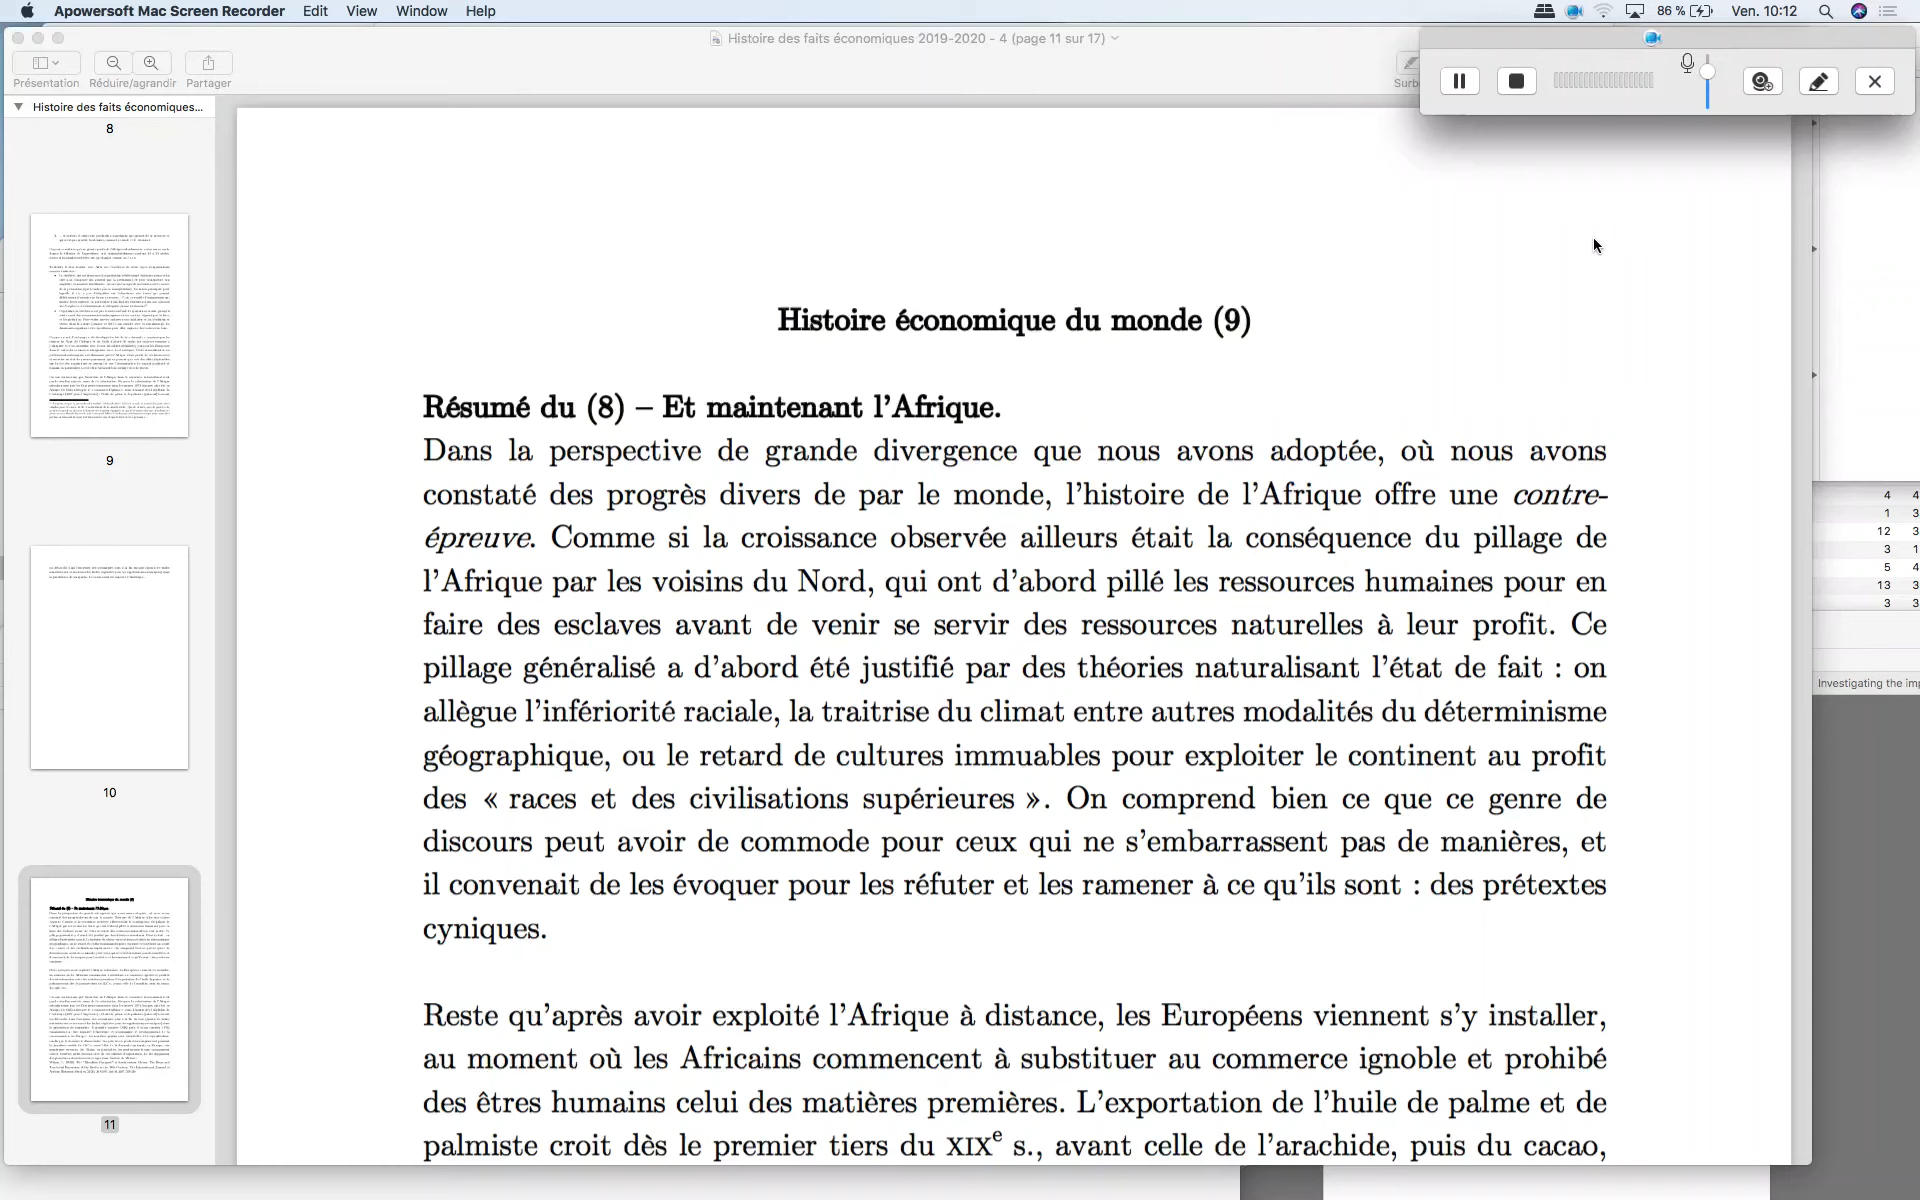 Apowersoft Mac Screen Recorder Edit View Window Help
86 % Ven. 10:12
Histoire des faits économiques 2019-2020 - 4 (page 11 sur 17)
Présentation Réduire/agrandir Partager
Histoire des faits économiques...
8
9
10
11
Histoire économique du monde (9)
Résumé du (8) – Et maintenant l'Afrique.
Dans la perspective de grande divergence que nous avons adoptée, où nous avons
constaté des progrès divers de par le monde, l'histoire de l'Afrique offre une contre-
épreuve. Comme si la croissance observée ailleurs était la conséquence du pillage de
l'Afrique par les voisins du Nord, qui ont d'abord pillé les ressources humaines pour en
faire des esclaves avant de venir se servir des ressources naturelles à leur profit. Ce
pillage généralisé a d'abord été justifié par des théories naturalisant l'état de fait : on
allègue l'infériorité raciale, la traitrise du climat entre autres modalités du déterminisme
géographique, ou le retard de cultures immuables pour exploiter le continent au profit
des « races et des civilisations supérieures ». On comprend bien ce que ce genre de
discours peut avoir de commode pour ceux qui ne s'embarrassent pas de manières, et
il convenait de les évoquer pour les réfuter et les ramener à ce qu'ils sont : des prétextes
cyniques.
Reste qu'après avoir exploité l'Afrique à distance, les Européens viennent s'y installer,
au moment où les Africains commencent à substituer au commerce ignoble et prohibé
des êtres humains celui des matières premières. L'exportation de l'huile de palme et de
palmiste croit dès le premier tiers du XIXe s., avant celle de l'arachide, puis du cacao,
4 4
1 3
12 3
3 1
5 4
13 3
3 3
Investigating the